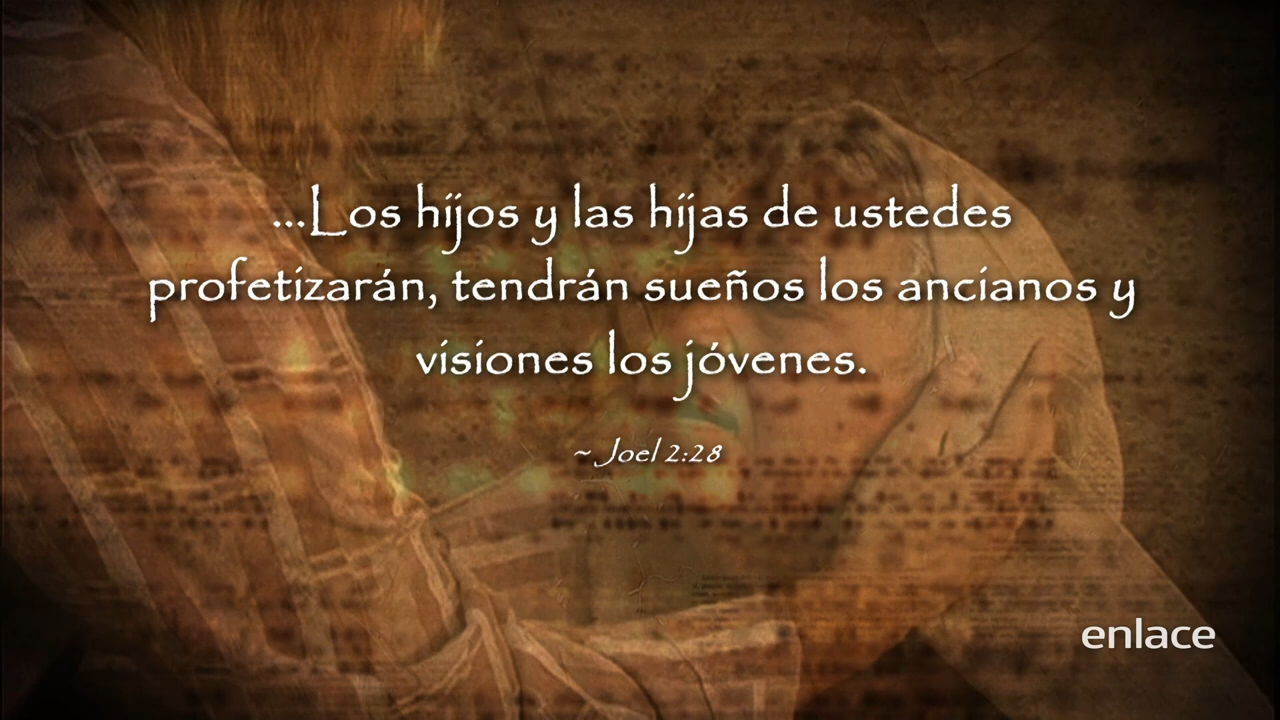 ...Los hijos y las hijas de ustedes
profetizarán, tendrán sueños los ancianos y
visiones los jóvenes.
~ Joel 2:28
enlace